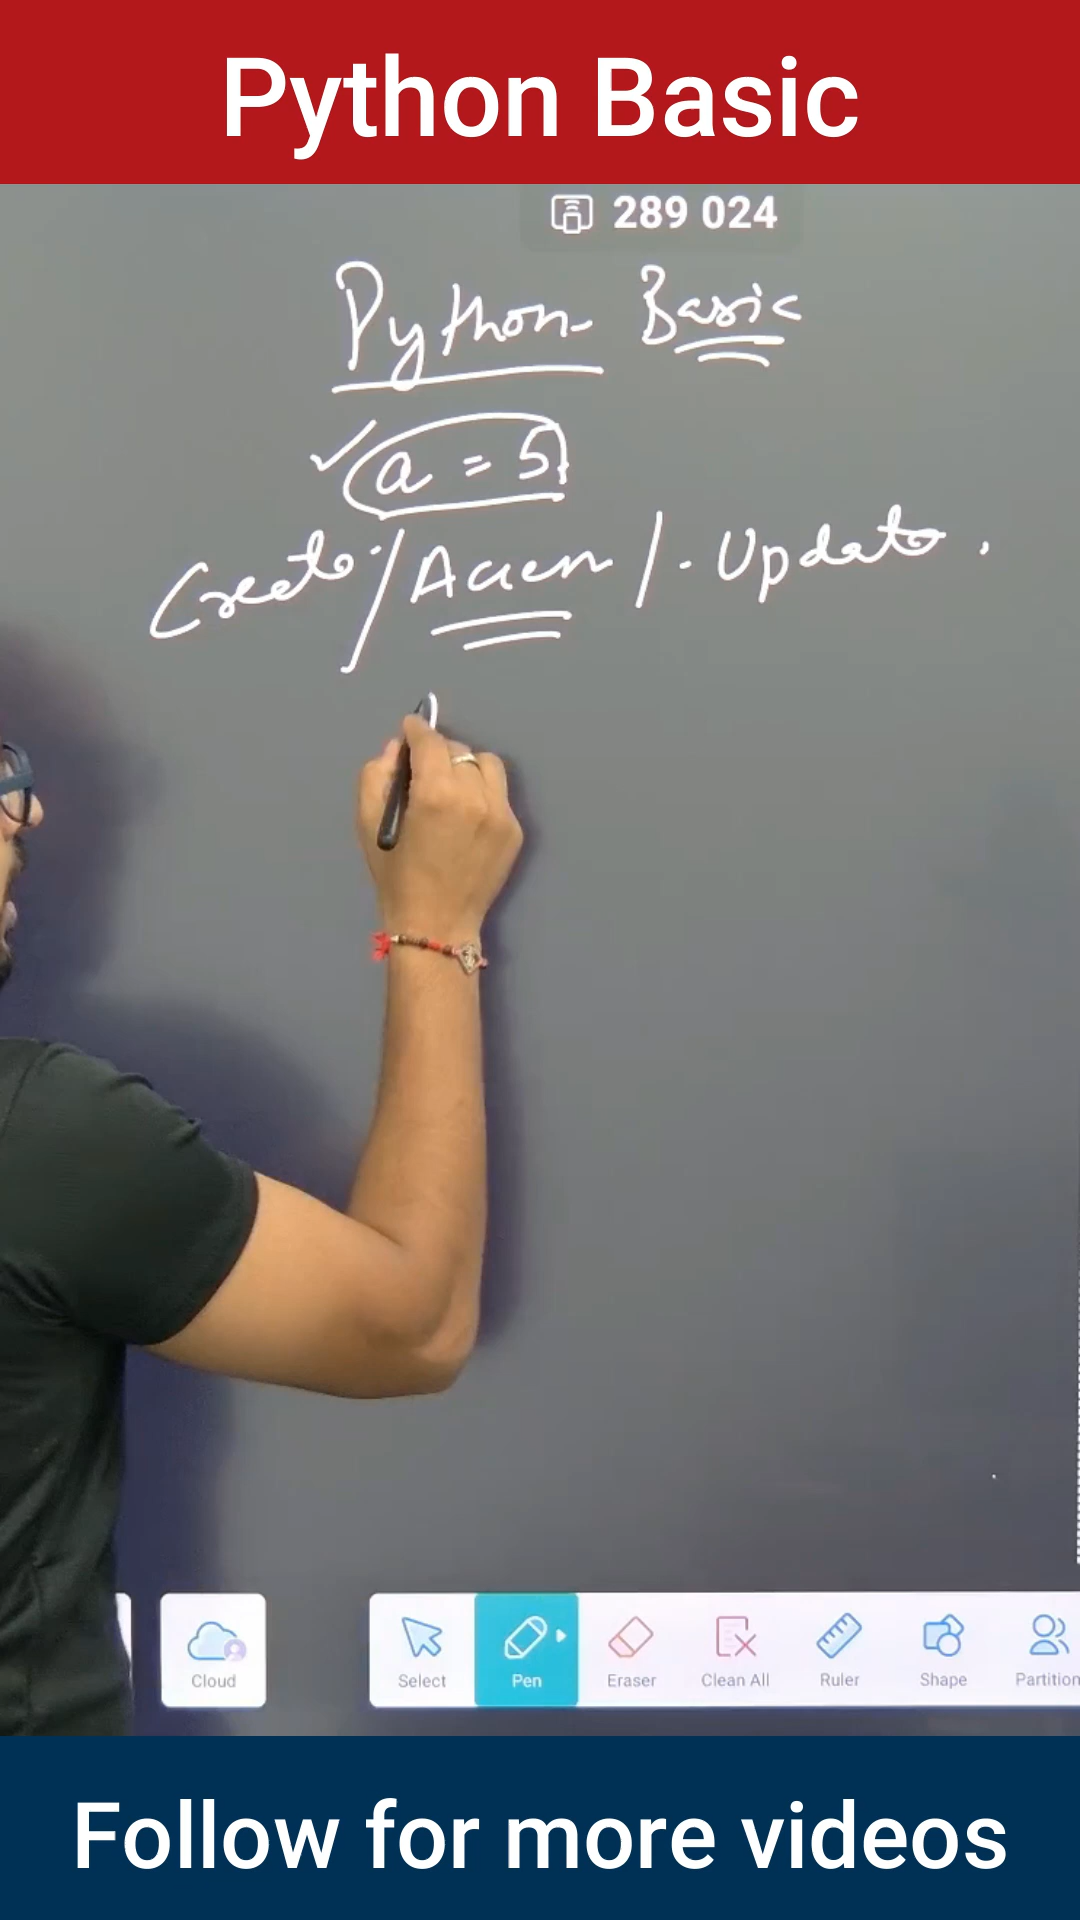 Python Basic
289 024
Python Basic
a = 5
Create / Access / Update
Cloud
Select Pen Eraser Clean All Ruler Shape Partition
Follow for more videos